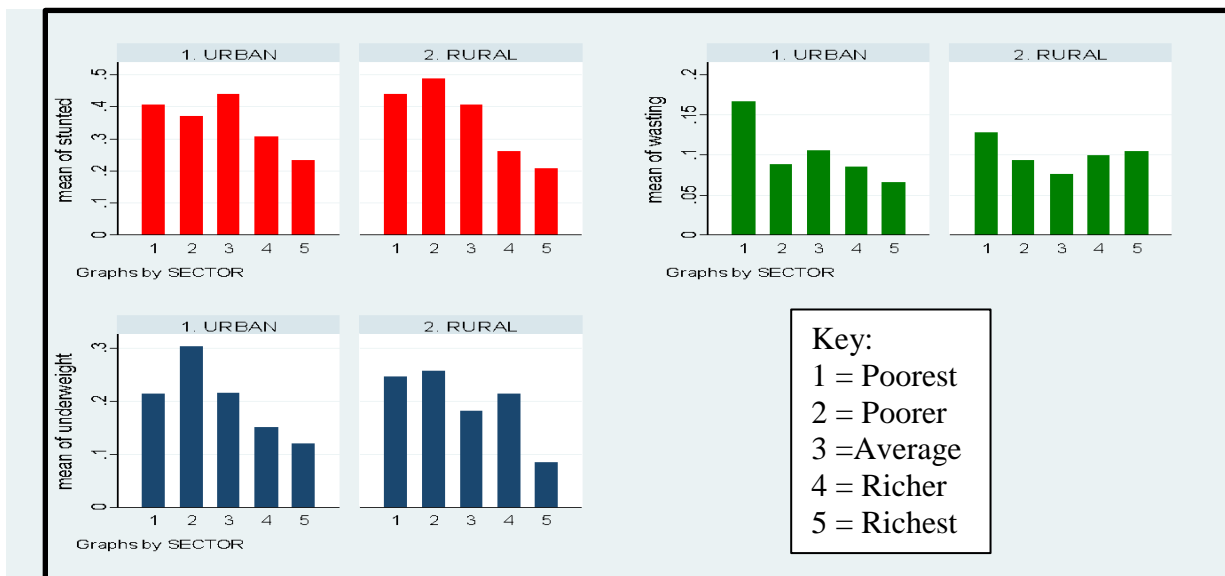 1. URBAN
2. RURAL
mean of stunted
.5
.4
.3
.2
.1
0
1 2 3 4 5
1 2 3 4 5
Graphs by SECTOR
1. URBAN
2. RURAL
mean of wasting
.2
.15
.1
.05
0
1 2 3 4 5
1 2 3 4 5
Graphs by SECTOR
1. URBAN
2. RURAL
mean of underweight
.3
.2
.1
0
1 2 3 4 5
1 2 3 4 5
Graphs by SECTOR
Key:
1 = Poorest
2 = Poorer
3 =Average
4 = Richer
5 = Richest